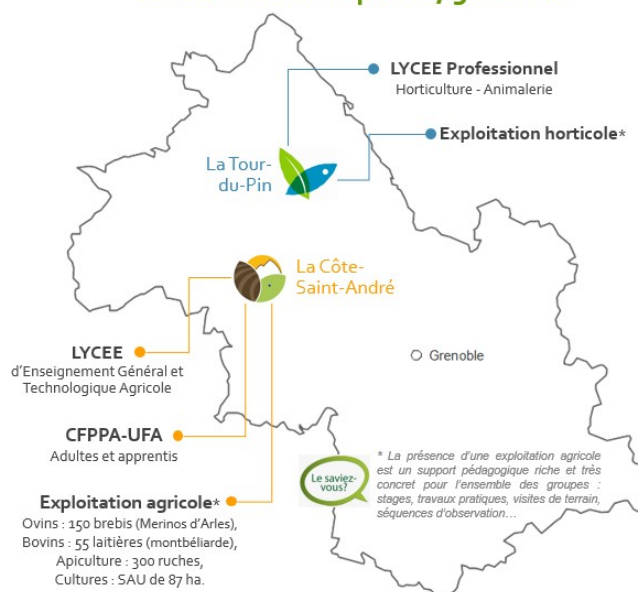 LYCEE Professionnel
Horticulture - Animalerie
Exploitation horticole*
La Tour-
du-Pin
La Côte-
Saint-André
LYCEE
d'Enseignement Général et
Technologique Agricole
Grenoble
CFPPA-UFA
Adultes et apprentis
Exploitation agricole*
Ovins : 150 brebis (Merinos d'Arles),
Bovins : 55 laitières (montbéliarde),
Apiculture : 300 ruches,
Cultures : SAU de 87 ha.
Le saviez-
vous?
* La présence d'une exploitation agricole
est un support pédagogique riche et très
concret pour l'ensemble des groupes :
stages, travaux pratiques, visites de terrain,
séquences d'observation…